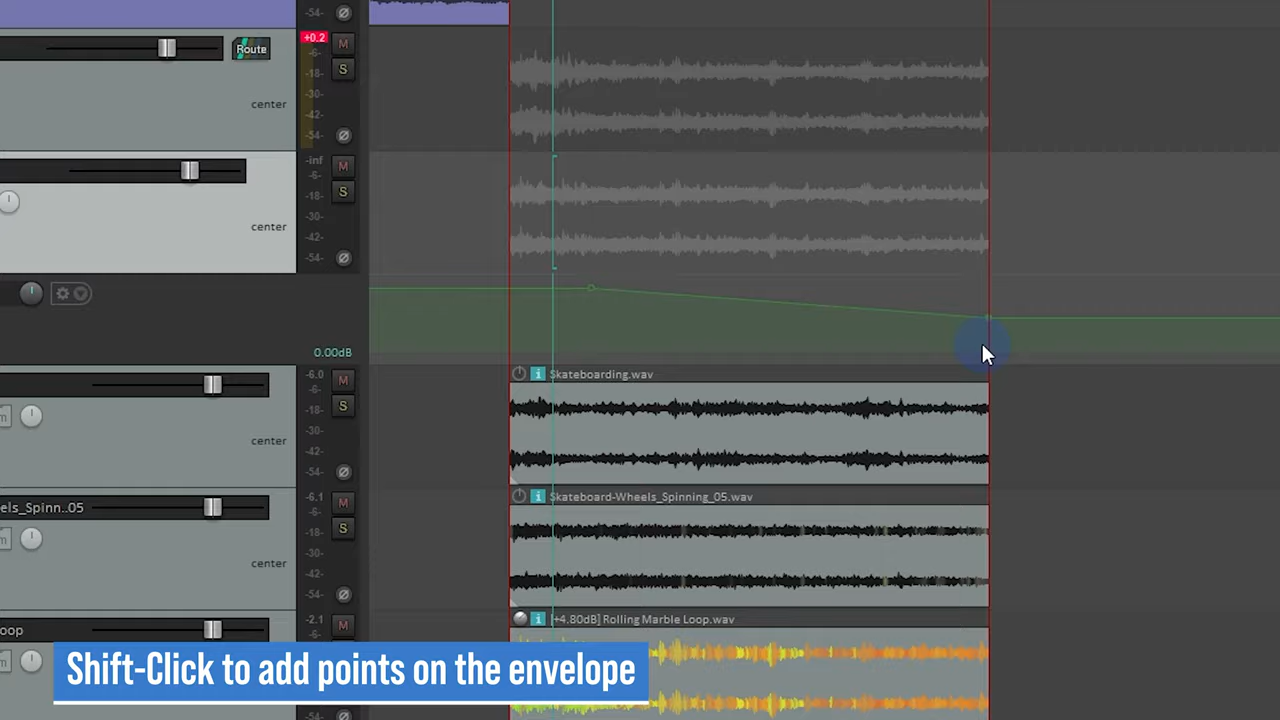 -54-
Route
+0.2
-6-
-18-
-30-
-42-
-54-
M
S
center
-inf
-6-
-18-
-30-
-42-
-54-
M
S
center
0.00dB
-6.0
-6-
-18-
-30-
-42-
-54-
M
S
center
i Skateboarding.wav
els_Spinn..05
-6.1
-6-
-18-
-30-
-42-
-54-
M
S
center
i Skateboard-Wheels_Spinning_05.wav
oop
-2.1
-6-
M
i [+4.80dB] Rolling Marble Loop.wav
Shift-Click to add points on the envelope
-54-